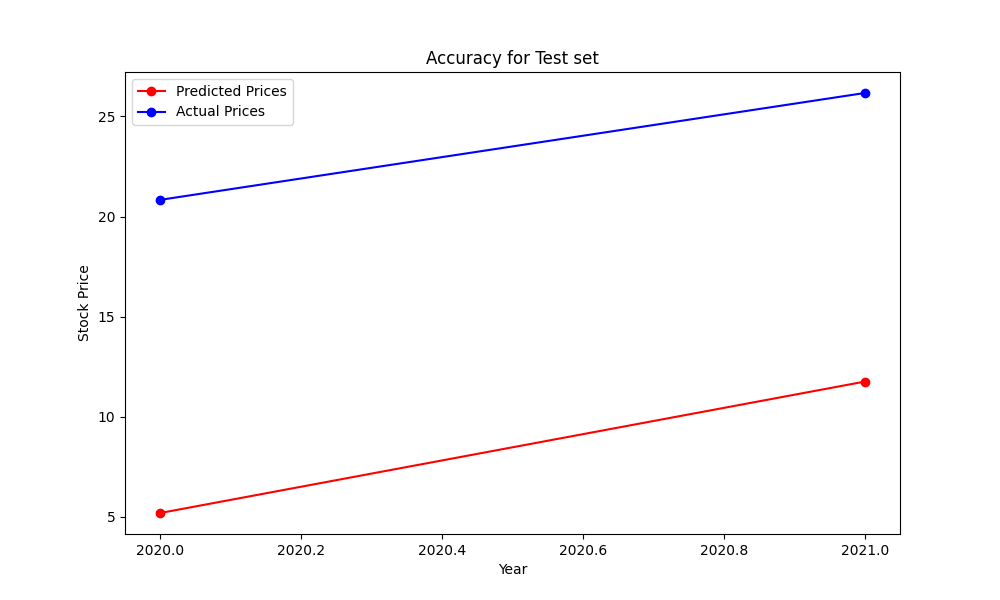 Accuracy for Test set
Predicted Prices
Actual Prices
25
20
15
10
5
Stock Price
2020.0 2020.2 2020.4 2020.6 2020.8 2021.0
Year